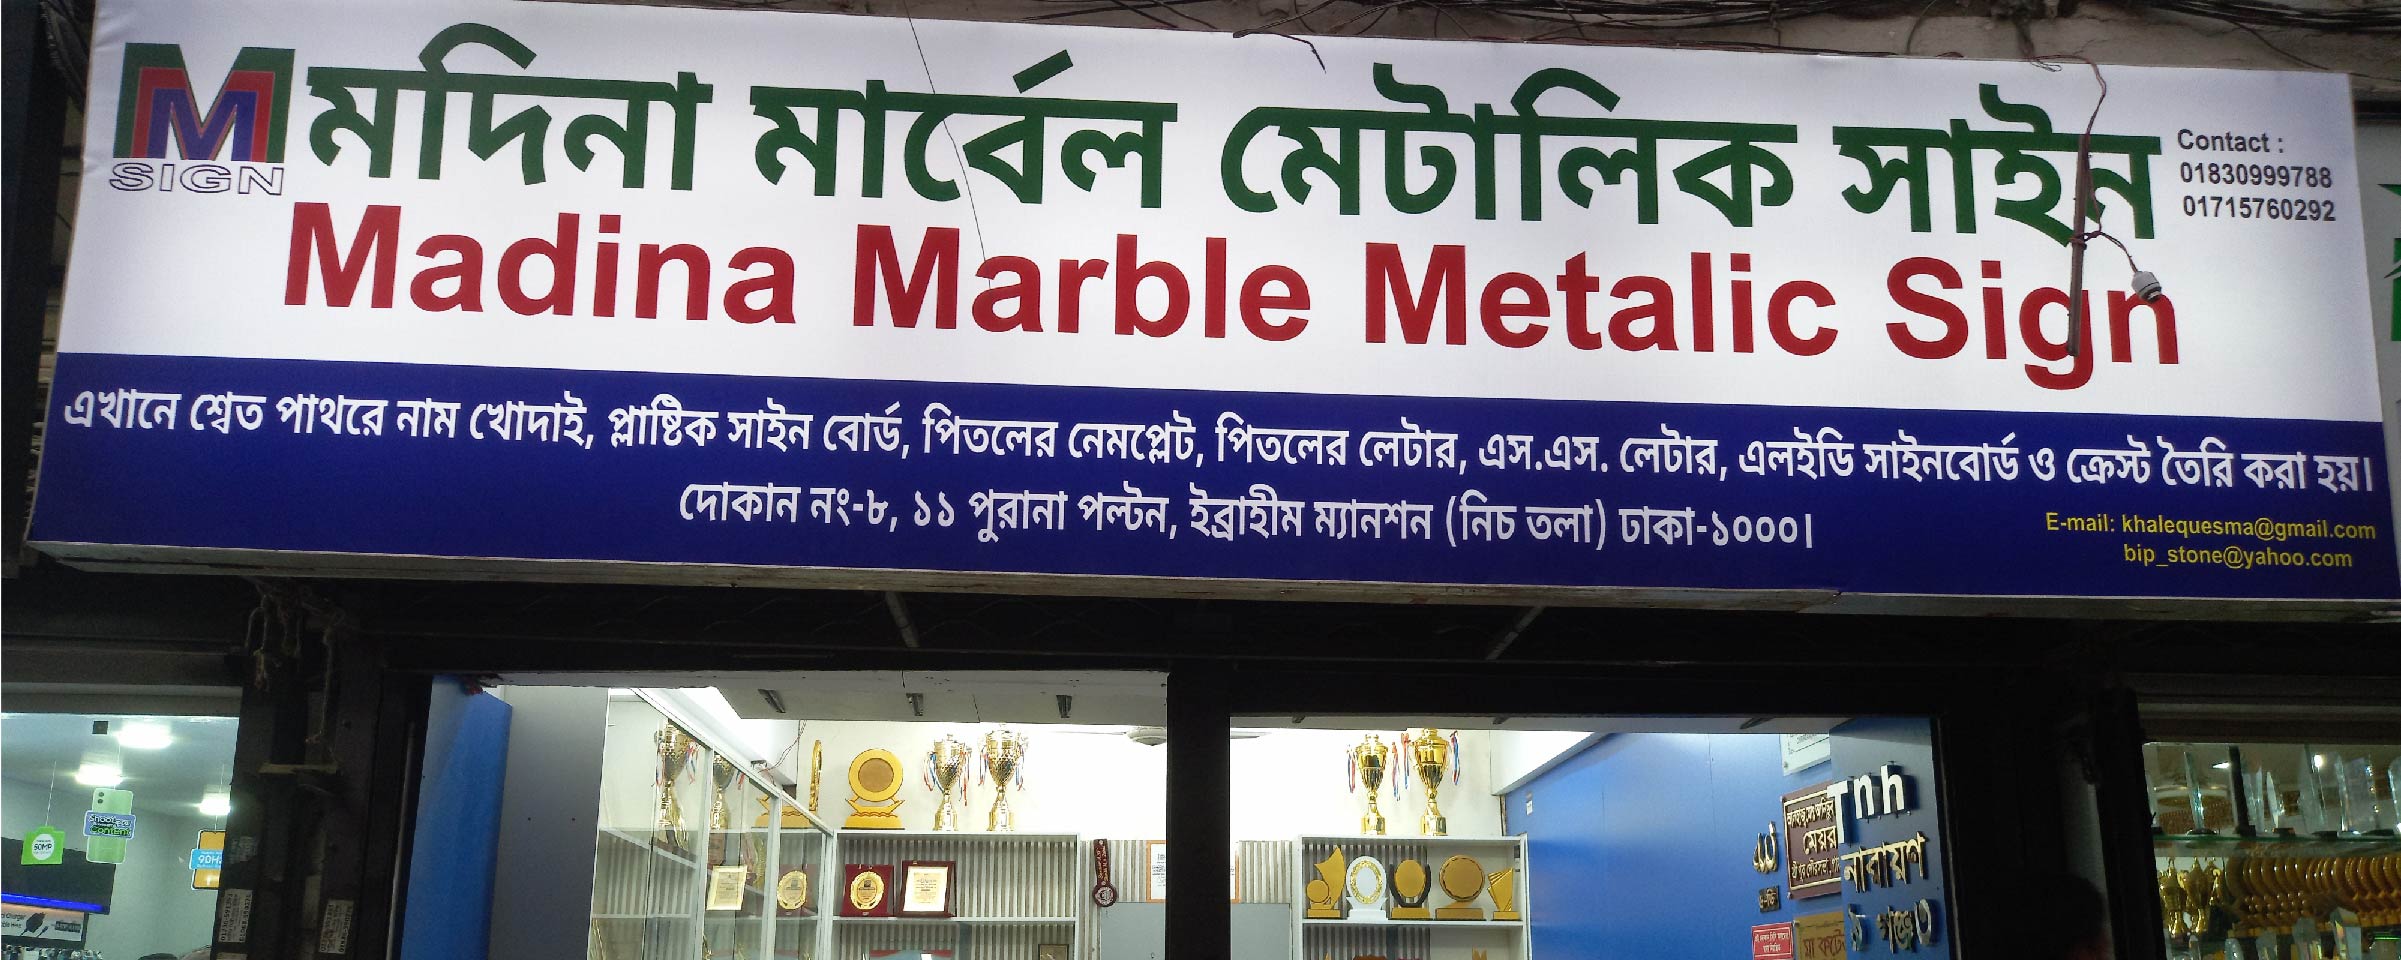 M
SIGN
মদিনা মার্বেল মেটালিক সাইন
Contact :
01830999788
01715760292
Madina Marble Metalic Sign
এখানে শ্বেত পাথরে নাম খোদাই, প্লাষ্টিক সাইন বোর্ড, পিতলের নেমপ্লেট, পিতলের লেটার, এস.এস. লেটার, এলইডি সাইনবোর্ড ও ক্রেস্ট তৈরি করা হয়।
দোকান নং-৮, ১১ পুরানা পল্টন, ইব্রাহীম ম্যানশন (নিচ তলা) ঢাকা-১০০০।
E-mail: khalequesma@gmail.com
bip_stone@yahoo.com
Content
50MP
মেয়র
Tnh
নারায়ণ